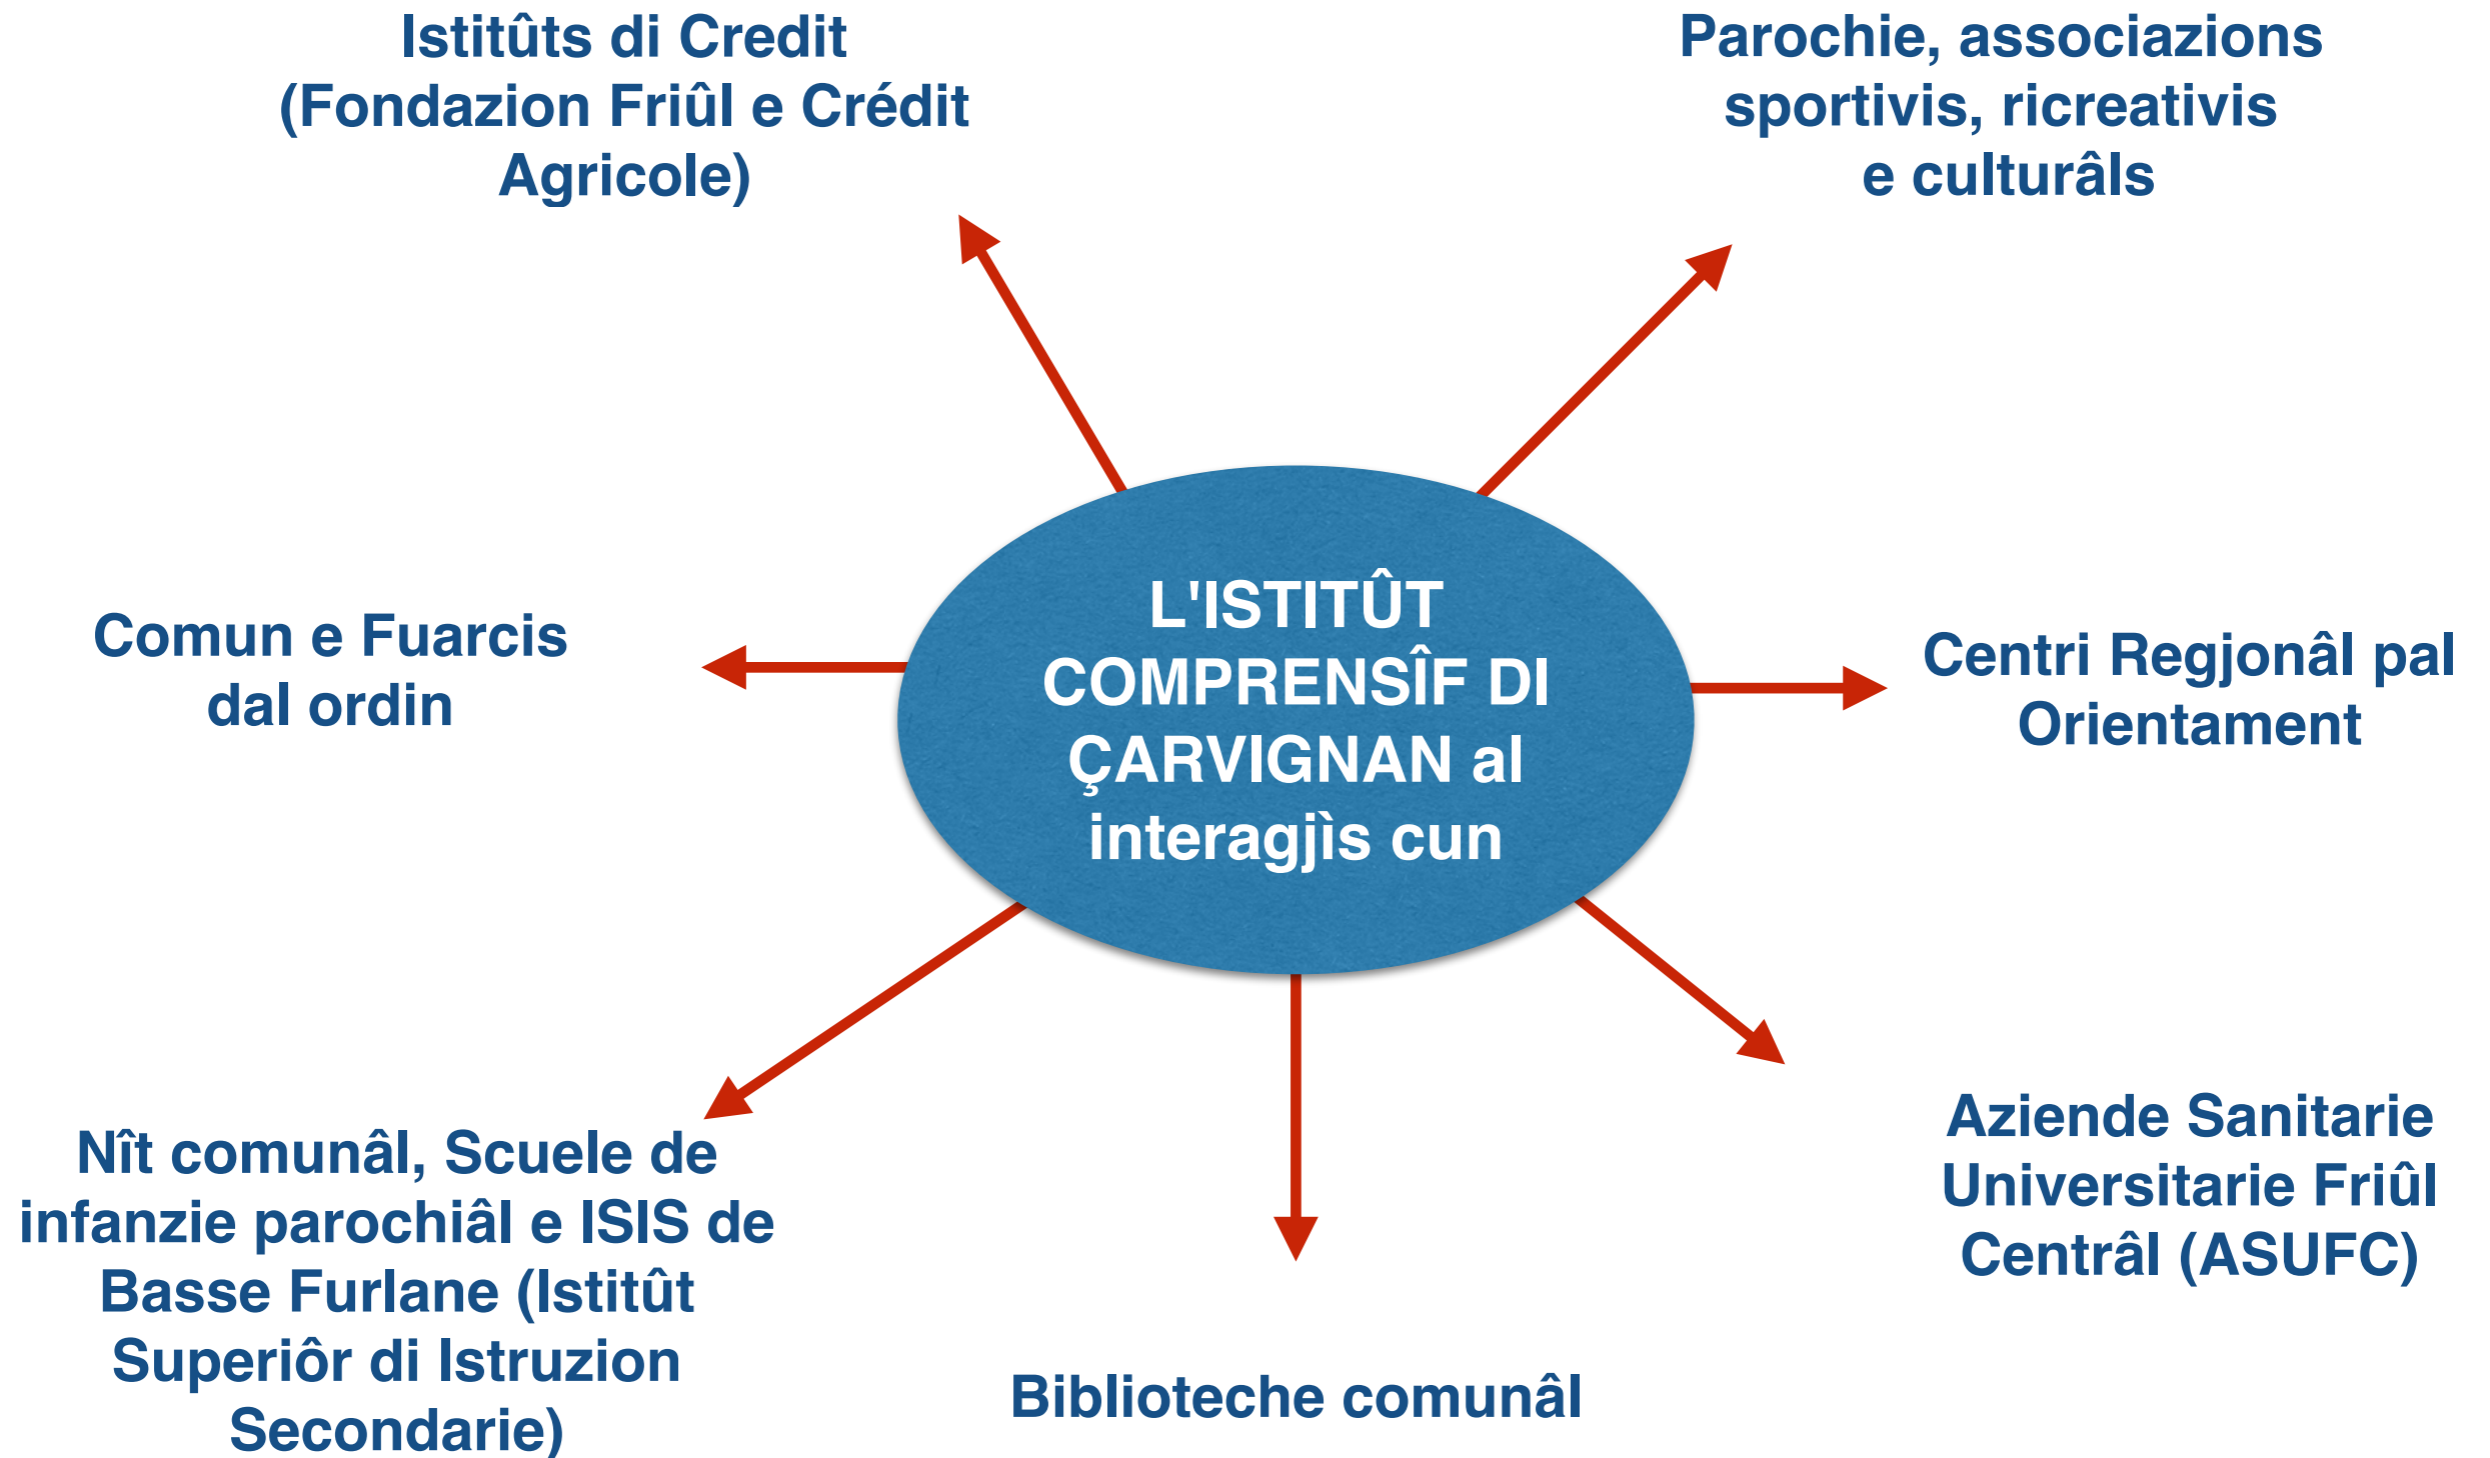 Istitûts di Credit
(Fondazion Friûl e Crédit
Agricole)
Parochie, associazions
sportivis, ricreativis
e culturâls
L'ISTITÛT
COMPRENSÎF DI
ÇARVIGNAN al
interagjìs cun
Comun e Fuarcis
dal ordin
Centri Regjonâl pal
Orientament
Nît comunâl, Scuele de
infanzie parochiâl e ISIS de
Basse Furlane (Istitût
Superiôr di Istruzion
Secondarie)
Biblioteche comunâl
Aziende Sanitarie
Universitarie Friûl
Centrâl (ASUFC)